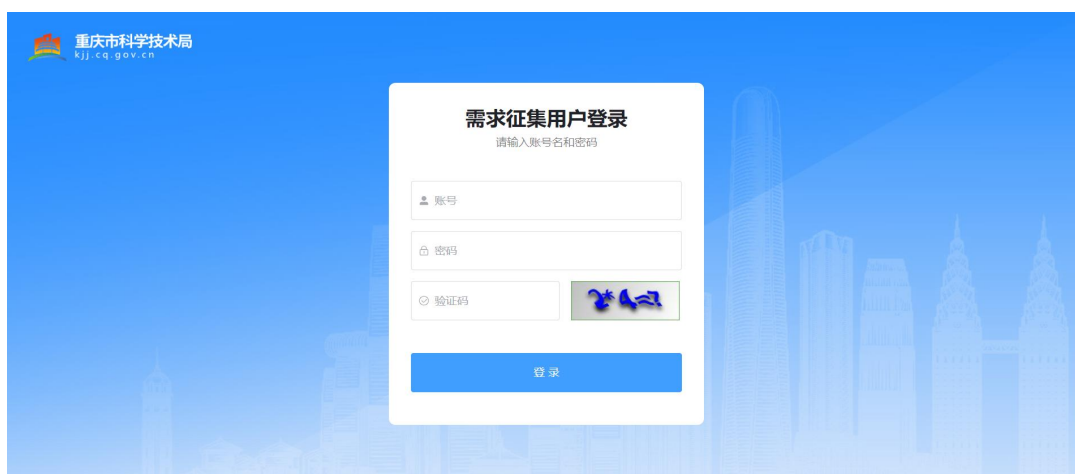 重庆市科学技术局
kjj.cq.gov.cn
需求征集用户登录
请输入账号名和密码
账号
密码
验证码
登 录